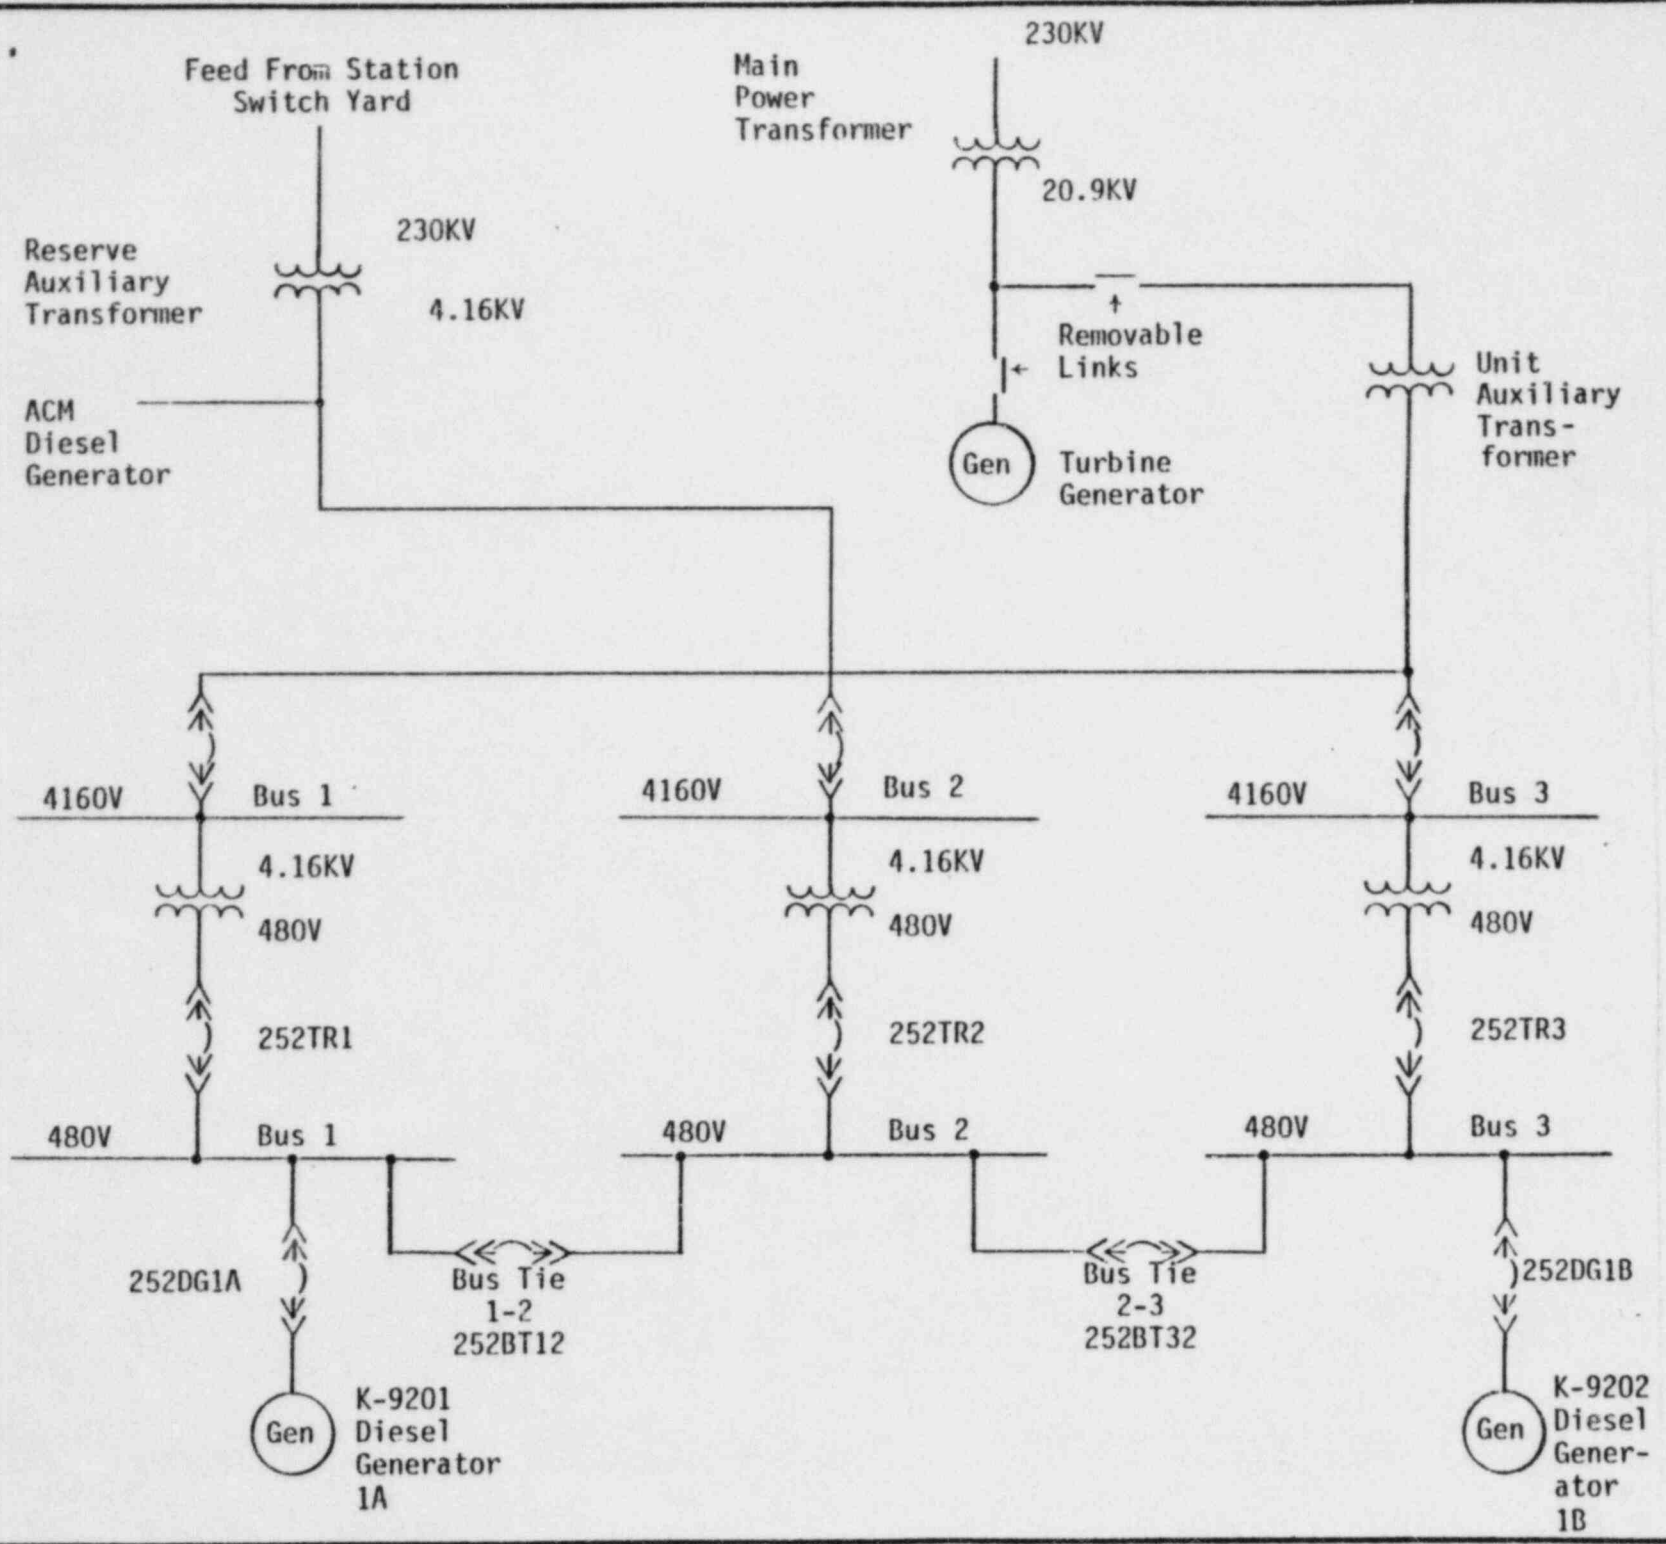 Feed From Station
Switch Yard
230KV
4.16KV
Reserve
Auxiliary
Transformer
ACM
Diesel
Generator
Main
Power
Transformer
230KV
20.9KV
Removable
Links
Gen
Turbine
Generator
Unit
Auxiliary
Trans-
former
4160V
Bus 1
4160V
Bus 2
4160V
Bus 3
4.16KV
480V
4.16KV
480V
4.16KV
480V
252TR1
252TR2
252TR3
480V
Bus 1
480V
Bus 2
480V
Bus 3
252DG1A
Bus Tie
1-2
252BT12
Bus Tie
2-3
252BT32
252DG1B
Gen
K-9201
Diesel
Generator
1A
Gen
K-9202
Diesel
Gener-
ator
1B